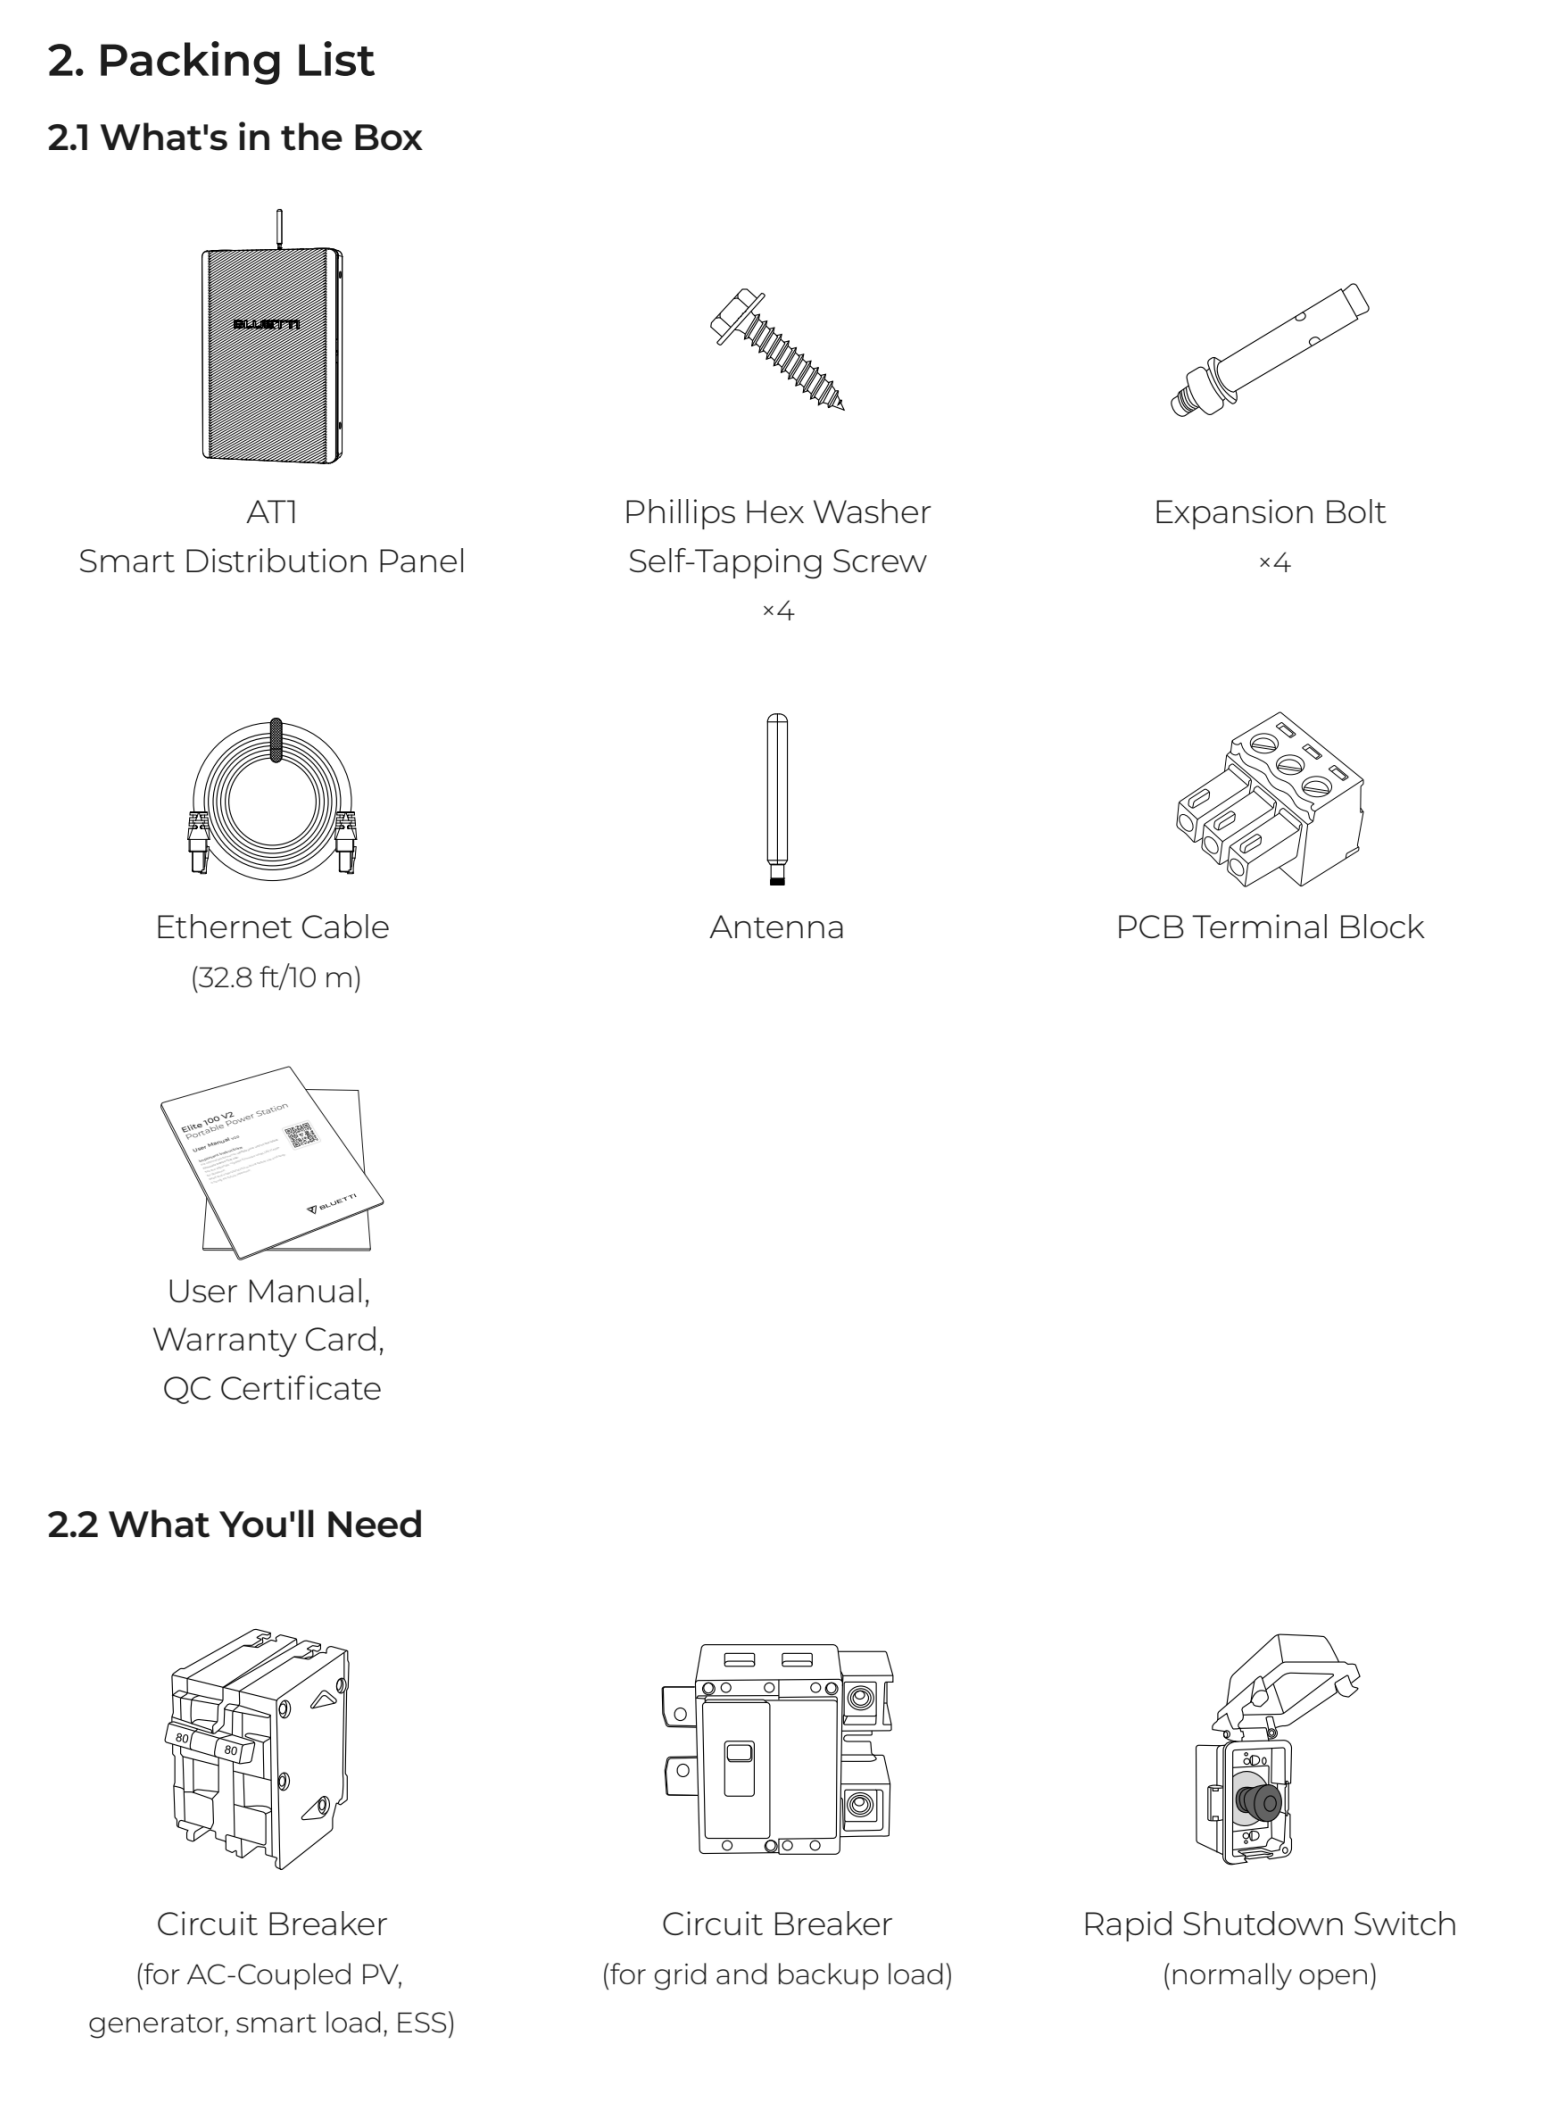 2. Packing List
2.1 What's in the Box
BLUETTI
AT1
Smart Distribution Panel
Phillips Hex Washer
Self-Tapping Screw
×4
Expansion Bolt
×4
Ethernet Cable
(32.8 ft/10 m)
Antenna
PCB Terminal Block
Elite 100 V2
Portable Power Station
User Manual
BLUETTI
User Manual,
Warranty Card,
QC Certificate
2.2 What You'll Need
80
80
Circuit Breaker
(for AC-Coupled PV,
generator, smart load, ESS)
Circuit Breaker
(for grid and backup load)
Rapid Shutdown Switch
(normally open)